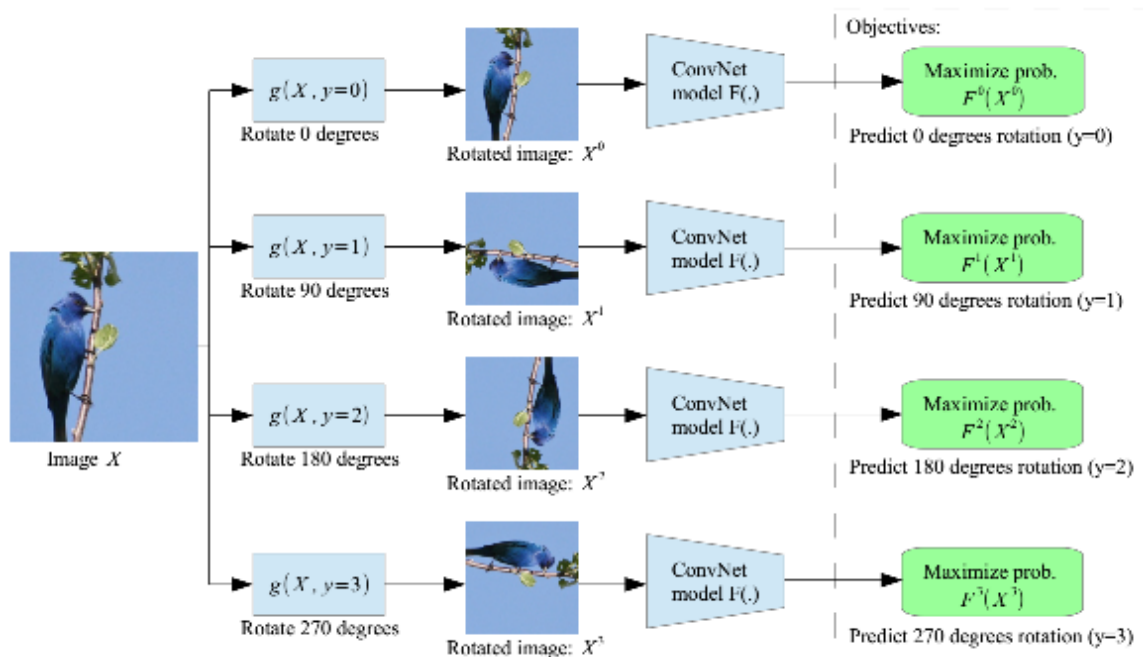 Objectives:
g(X, y=0)
Rotate 0 degrees
Rotated image: X⁰
ConvNet
model F(.)
Maximize prob.
F⁰(X⁰)
Predict 0 degrees rotation (y=0)
g(X, y=1)
Rotate 90 degrees
Rotated image: X¹
ConvNet
model F(.)
Maximize prob.
F¹(X¹)
Predict 90 degrees rotation (y=1)
Image X
g(X, y=2)
Rotate 180 degrees
Rotated image: X²
ConvNet
model F(.)
Maximize prob.
F²(X²)
Predict 180 degrees rotation (y=2)
g(X, y=3)
Rotate 270 degrees
Rotated image: X³
ConvNet
model F(.)
Maximize prob.
F³(X³)
Predict 270 degrees rotation (y=3)